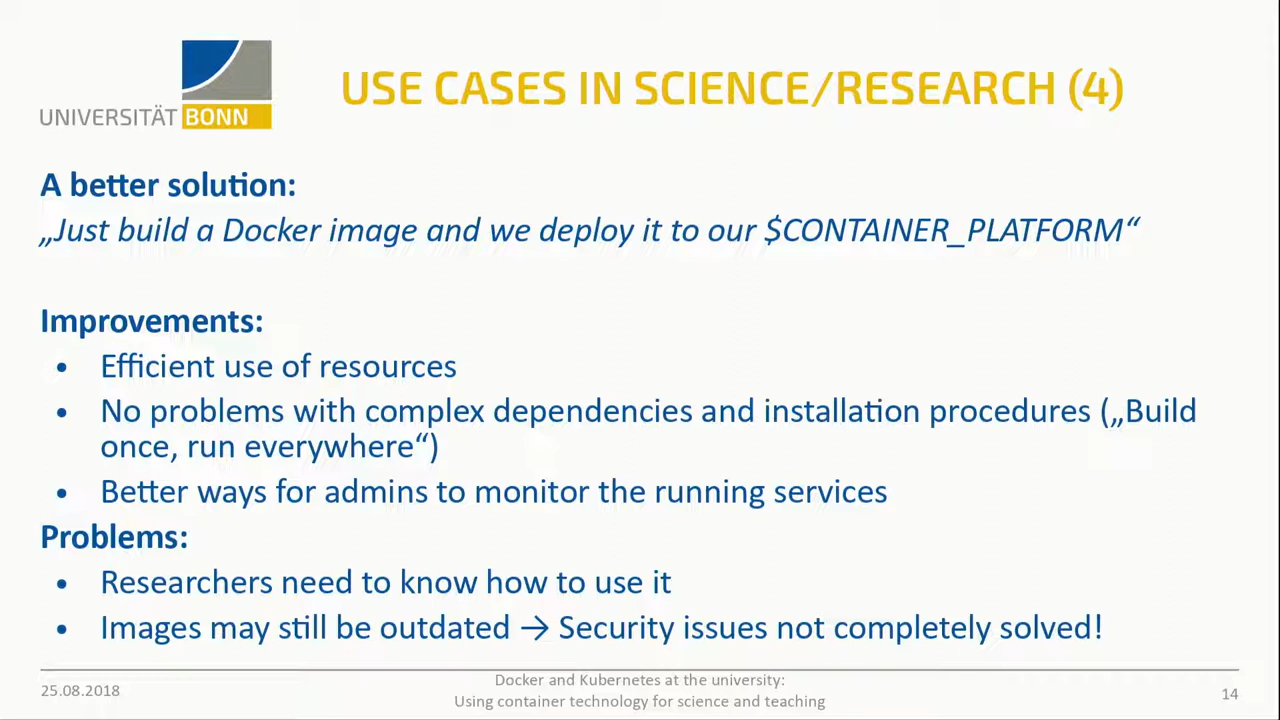 UNIVERSITÄT BONN
USE CASES IN SCIENCE/RESEARCH (4)
A better solution:
„Just build a Docker image and we deploy it to our $CONTAINER_PLATFORM“
Improvements:
• Efficient use of resources
• No problems with complex dependencies and installation procedures („Build
once, run everywhere“)
• Better ways for admins to monitor the running services
Problems:
• Researchers need to know how to use it
• Images may still be outdated → Security issues not completely solved!
25.08.2018
Docker and Kubernetes at the university:
Using container technology for science and teaching
14